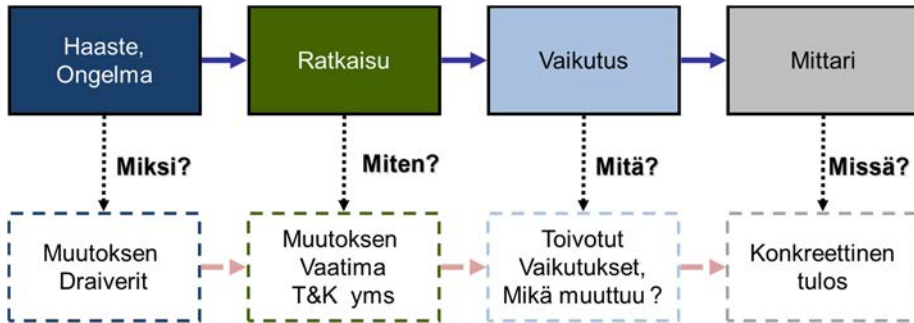 Haaste,
Ongelma
Ratkaisu
Vaikutus
Mittari
Miksi?
Miten?
Mitä?
Missä?
Muutoksen
Draiverit
Muutoksen
Vaatima
T&K yms
Toivotut
Vaikutukset,
Mikä muuttuu ?
Konkreettinen
tulos